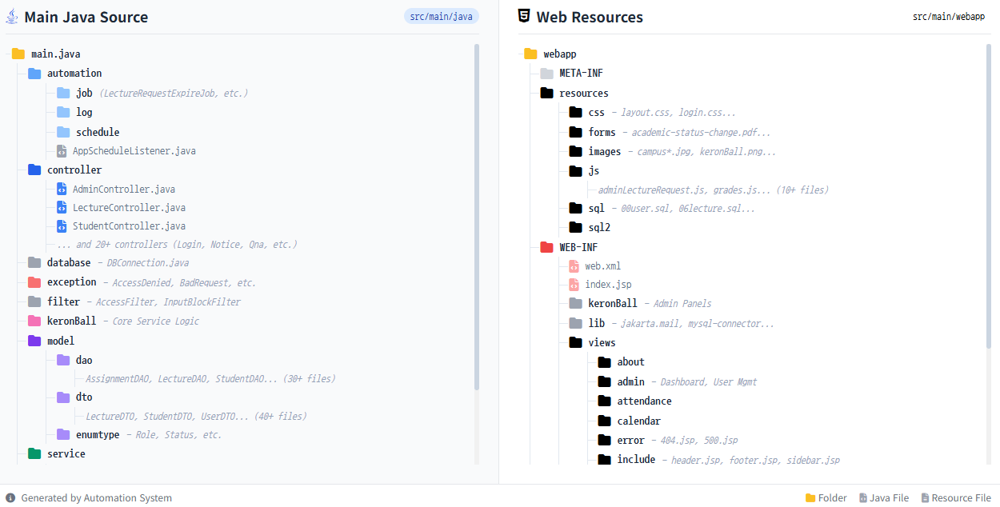 Main Java Source
src/main/java
main.java
automation
job (LectureRequestExpireJob, etc.)
log
schedule
AppScheduleListener.java
controller
AdminController.java
LectureController.java
StudentController.java
... and 20+ controllers (Login, Notice, Qna, etc.)
database – DBConnection.java
exception – AccessDenied, BadRequest, etc.
filter – AccessFilter, InputBlockFilter
keronBall – Core Service Logic
model
dao
AssignmentDAO, LectureDAO, StudentDAO... (30+ files)
dto
LectureDTO, StudentDTO, UserDTO... (40+ files)
enumtype – Role, Status, etc.
service
Web Resources
src/main/webapp
webapp
META-INF
resources
css – layout.css, login.css...
forms – academic-status-change.pdf...
images – campus*.jpg, keronBall.png...
js
adminLectureRequest.js, grades.js... (10+ files)
sql – 00user.sql, 06lecture.sql...
sql2
WEB-INF
web.xml
index.jsp
keronBall – Admin Panels
lib – jakarta.mail, mysql-connector...
views
about
admin – Dashboard, User Mgmt
attendance
calendar
error – 404.jsp, 500.jsp
include – header.jsp, footer.jsp, sidebar.jsp
Generated by Automation System
Folder Java File Resource File